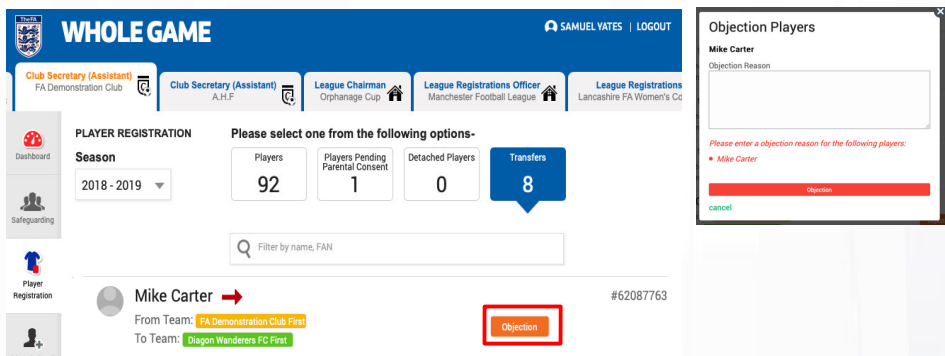 TheFA
WHOLE GAME
SAMUEL YATES | LOGOUT
Club Secretary (Assistant)
FA Demonstration Club
Club Secretary (Assistant)
A.H.F
League Chairman
Orphanage Cup
League Registrations Officer
Manchester Football League
League Registrations
Lancashire FA Women's Co
Dashboard
Safeguarding
Player
Registration
PLAYER REGISTRATION
Season
2018 - 2019
Please select one from the following options-
Players
92
Players Pending
Parental Consent
1
Detached Players
0
Transfers
8
Filter by name, FAN
Mike Carter
#62087763
From Team: FA Demonstration Club First
To Team: Diagon Wanderers FC First
Objection
Objection Players
Mike Carter
Objection Reason
Please enter a objection reason for the following players:
Mike Carter
Objection
cancel